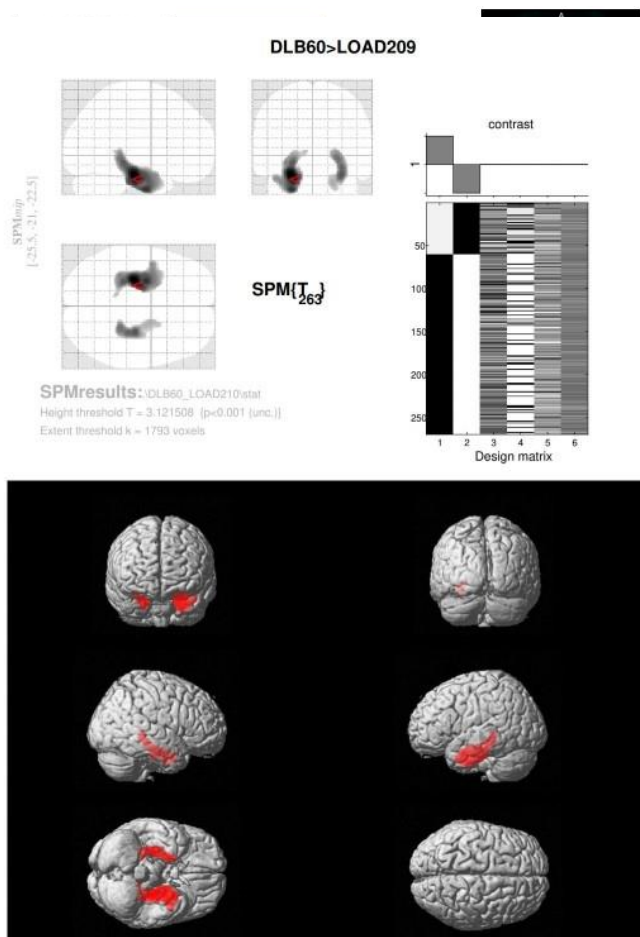 DLB60>LOAD209
contrast
1
SPMmip
[-25.5, -21, -22.5]
SPM{T263}
50
100
150
200
250
1 2 3 4 5 6
Design matrix
SPMresults: .\DLB60_LOAD210\stat
Height threshold T = 3.121508 {p<0.001 (unc.)}
Extent threshold k = 1793 voxels